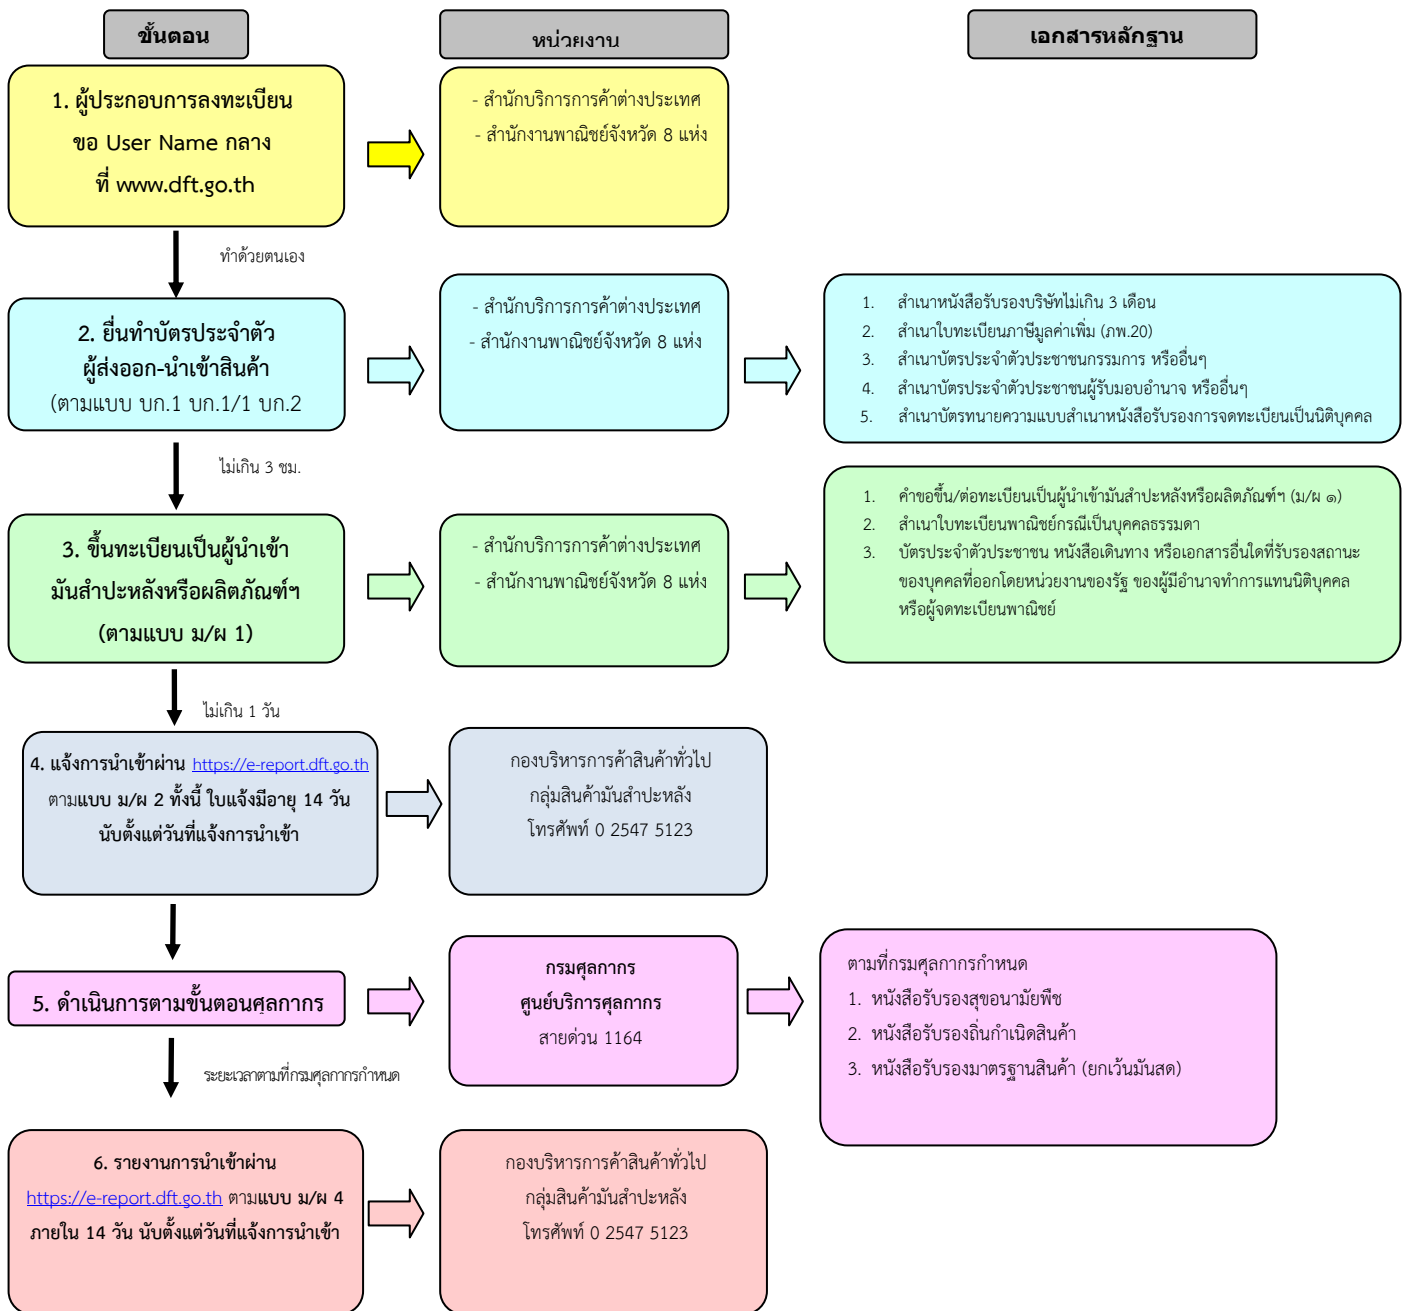 ขั้นตอน
หน่วยงาน
เอกสารหลักฐาน
1. ผู้ประกอบการลงทะเบียน
ขอ User Name กลาง
ที่ www.dft.go.th
- สำนักบริการการค้าต่างประเทศ
- สำนักงานพาณิชย์จังหวัด 8 แห่ง
ทำด้วยตนเอง
2. ยื่นทำบัตรประจำตัว
ผู้ส่งออก-นำเข้าสินค้า
(ตามแบบ บก.1 บก.1/1 บก.2
- สำนักบริการการค้าต่างประเทศ
- สำนักงานพาณิชย์จังหวัด 8 แห่ง
1. สำเนาหนังสือรับรองบริษัทไม่เกิน 3 เดือน
2. สำเนาใบทะเบียนภาษีมูลค่าเพิ่ม (ภพ.20)
3. สำเนาบัตรประจำตัวประชาชนกรรมการ หรืออื่นๆ
4. สำเนาบัตรประจำตัวประชาชนผู้รับมอบอำนาจ หรืออื่นๆ
5. สำเนาบัตรทนายความแบบสำเนาหนังสือรับรองการจดทะเบียนเป็นนิติบุคคล
ไม่เกิน 3 ชม.
3. ขึ้นทะเบียนเป็นผู้นำเข้า
มันสำปะหลังหรือผลิตภัณฑ์ฯ
(ตามแบบ ม/ผ 1)
- สำนักบริการการค้าต่างประเทศ
- สำนักงานพาณิชย์จังหวัด 8 แห่ง
1. คำขอขึ้น/ต่อทะเบียนเป็นผู้นำเข้ามันสำปะหลังหรือผลิตภัณฑ์ฯ (ม/ผ ๑)
2. สำเนาใบทะเบียนพาณิชย์กรณีเป็นบุคคลธรรมดา
3. บัตรประจำตัวประชาชน หนังสือเดินทาง หรือเอกสารอื่นใดที่รับรองสถานะ
ของบุคคลที่ออกโดยหน่วยงานของรัฐ ของผู้มีอำนาจทำการแทนนิติบุคคล
หรือผู้จดทะเบียนพาณิชย์
ไม่เกิน 1 วัน
4. แจ้งการนำเข้าผ่าน https://e-report.dft.go.th
ตามแบบ ม/ผ 2 ทั้งนี้ ใบแจ้งมีอายุ 14 วัน
นับตั้งแต่วันที่แจ้งการนำเข้า
กองบริหารการค้าสินค้าทั่วไป
กลุ่มสินค้ามันสำปะหลัง
โทรศัพท์ 0 2547 5123
5. ดำเนินการตามขั้นตอนศุลกากร
กรมศุลกากร
ศูนย์บริการศุลกากร
สายด่วน 1164
ตามที่กรมศุลกากรกำหนด
1. หนังสือรับรองสุขอนามัยพืช
2. หนังสือรับรองถิ่นกำเนิดสินค้า
3. หนังสือรับรองมาตรฐานสินค้า (ยกเว้นมันสด)
ระยะเวลาตามที่กรมศุลกากรกำหนด
6. รายงานการนำเข้าผ่าน
https://e-report.dft.go.th ตามแบบ ม/ผ 4
ภายใน 14 วัน นับตั้งแต่วันที่แจ้งการนำเข้า
กองบริหารการค้าสินค้าทั่วไป
กลุ่มสินค้ามันสำปะหลัง
โทรศัพท์ 0 2547 5123